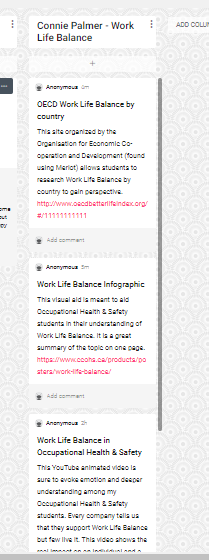 Connie Palmer - Work
Life Balance
ADD COLUM
+
Anonymous 6m
OECD Work Life Balance by
country
This site organized by the
Organisation for Economic Co-
operation and Development (found
using Merlot) allows students to
research Work Life Balance by
country to gain perspective.
http://www.oecdbetterlifeindex.org/
#/11111111111
Add comment
Anonymous 5m
Work Life Balance Infographic
This visual aid is meant to aid
Occupational Health & Safety
students in their understanding of
Work Life Balance. It is a great
summary of the topic on one page.
https://www.ccohs.ca/products/po
sters/work-life-balance/
Add comment
Anonymous 2h
Work Life Balance in
Occupational Health & Safety
This YouTube animated video is
sure to evoke emotion and deeper
understanding among my
Occupational Health & Safety
students. Every company tells us
that they support Work Life Balance
but few live it. This video shows the